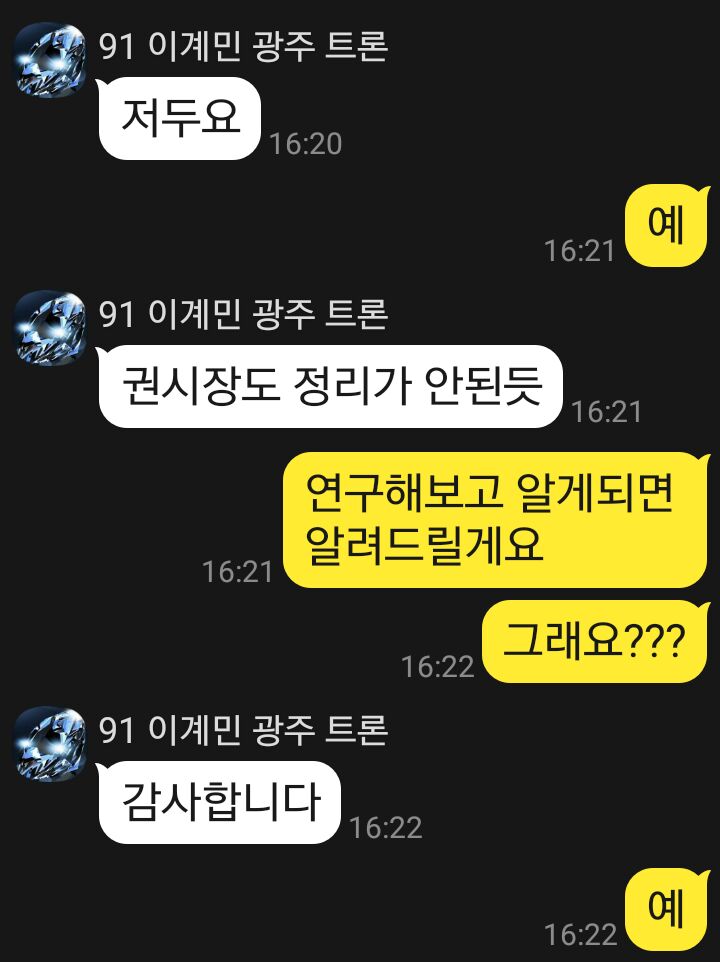 91 이계민 광주 트론
저두요
16:20
예
16:21
91 이계민 광주 트론
권시장도 정리가 안된듯
16:21
연구해보고 알게되면
알려드릴게요
16:21
그래요???
16:22
91 이계민 광주 트론
감사합니다
16:22
예
16:22